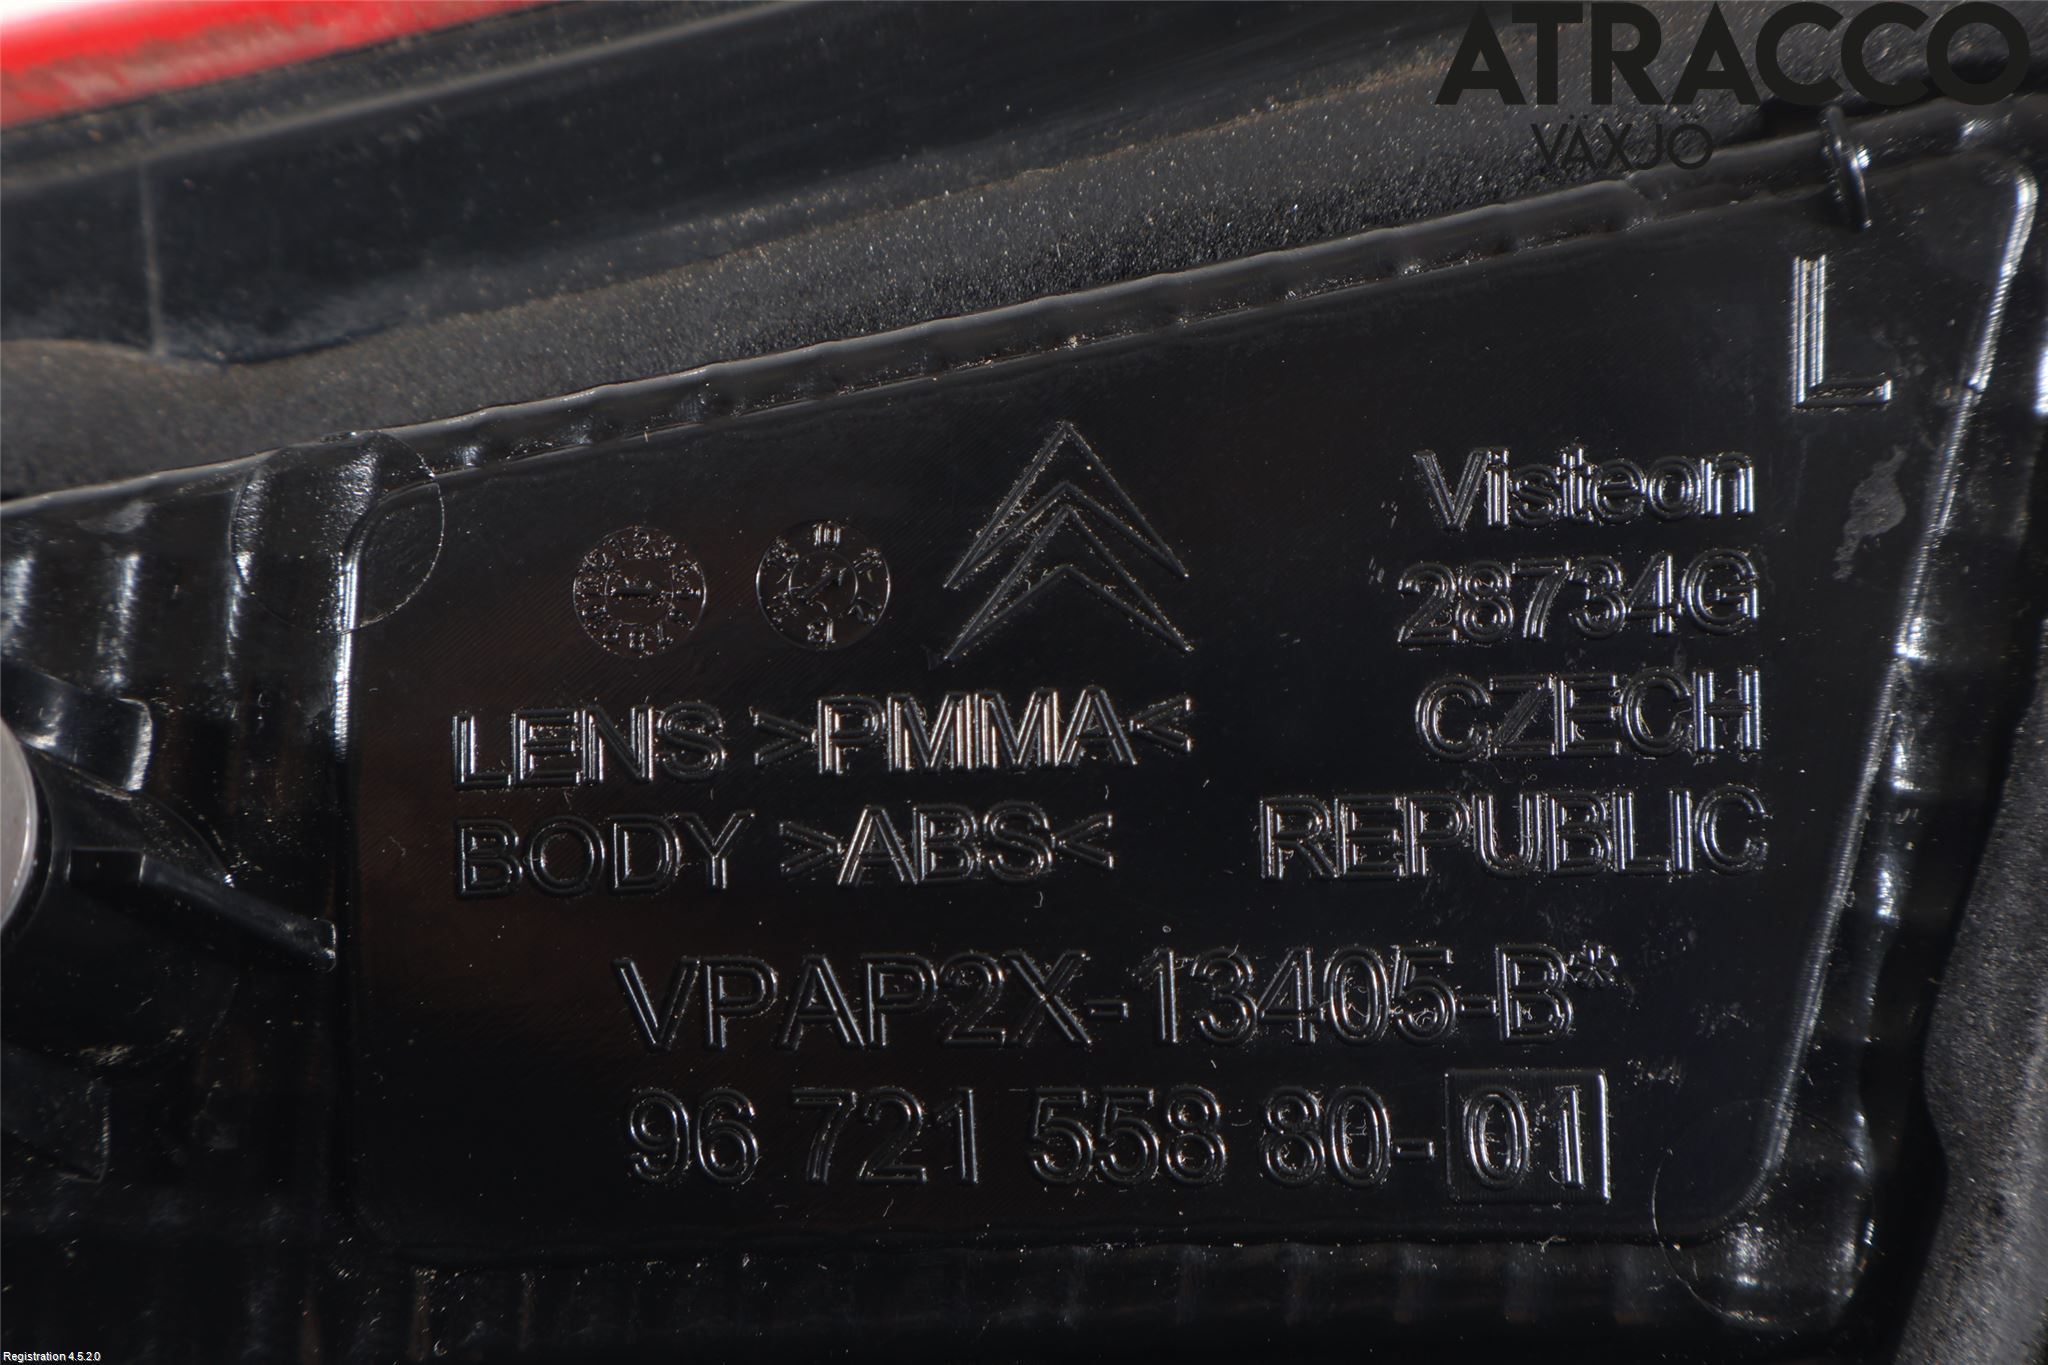 ATRACCO
VÄXJÖ
L
Visteon
28734G
CZECH
REPUBLIC
LENS >PMMA<
BODY >ABS<
VPAP2X-13405-B*
96 721 558 80-01
Registration 4.5.2.0